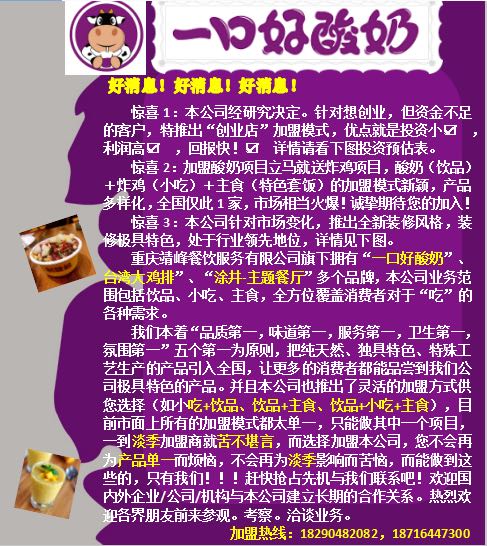 一口好酸奶
好消息！好消息！好消息！
惊喜1：本公司经研究决定。针对想创业，但资金不足
的客户，特推出“创业店”加盟模式，优点就是投资小☑，
利润高☑，回报快！☑ 详情请看下图投资预估表。
惊喜2：加盟酸奶项目立马就送炸鸡项目，酸奶（饮品）
＋炸鸡（小吃）＋主食（特色套饭）的加盟模式新颖，产品
多样化，全国仅此1家，市场相当火爆！诚挚期待您的加入！
惊喜3：本公司针对市场变化，推出全新装修风格，装
修极具特色，处于行业领先地位，详情见下图。
重庆靖峰餐饮服务有限公司旗下拥有“一口好酸奶”、
台湾大鸡排”、“涂井-主题餐厅”多个品牌，本公司业务范
围包括饮品、小吃、主食，全方位覆盖消费者对于“吃”的
各种需求。
我们本着“品质第一，味道第一，服务第一，卫生第一，
氛围第一”五个第一为原则，把纯天然、独具特色、特殊工
艺生产的产品引入全国，让更多的消费者都能品尝到我们公
司极具特色的产品。并且本公司也推出了灵活的加盟方式供
您选择（如小吃+饮品、饮品+主食、饮品+小吃+主食），目
前市面上所有的加盟模式都太单一，只能做其中一个项目，
一到淡季加盟商就苦不堪言，而选择加盟本公司，您不会再
为产品单一而烦恼，不会再为淡季影响而苦恼，而能做到这
些的，只有我们！！！赶快抢占先机与我们联系吧！欢迎国
内外企业/公司/机构与本公司建立长期的合作关系。热烈欢
迎各界朋友前来参观。考察。洽谈业务。
加盟热线：18290482082，18716447300